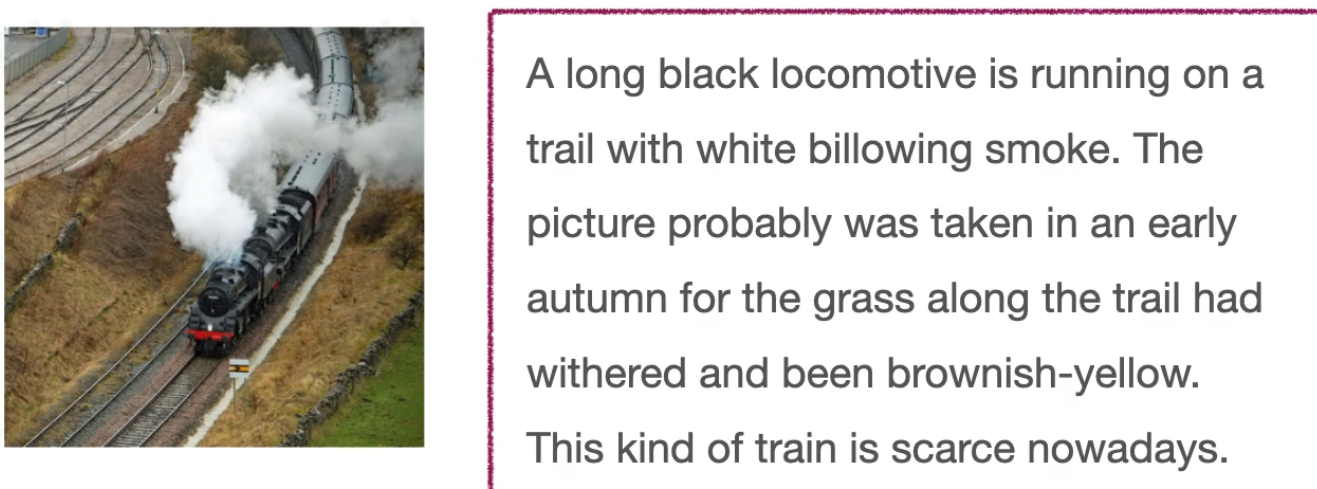 A long black locomotive is running on a
trail with white billowing smoke. The
picture probably was taken in an early
autumn for the grass along the trail had
withered and been brownish-yellow.
This kind of train is scarce nowadays.